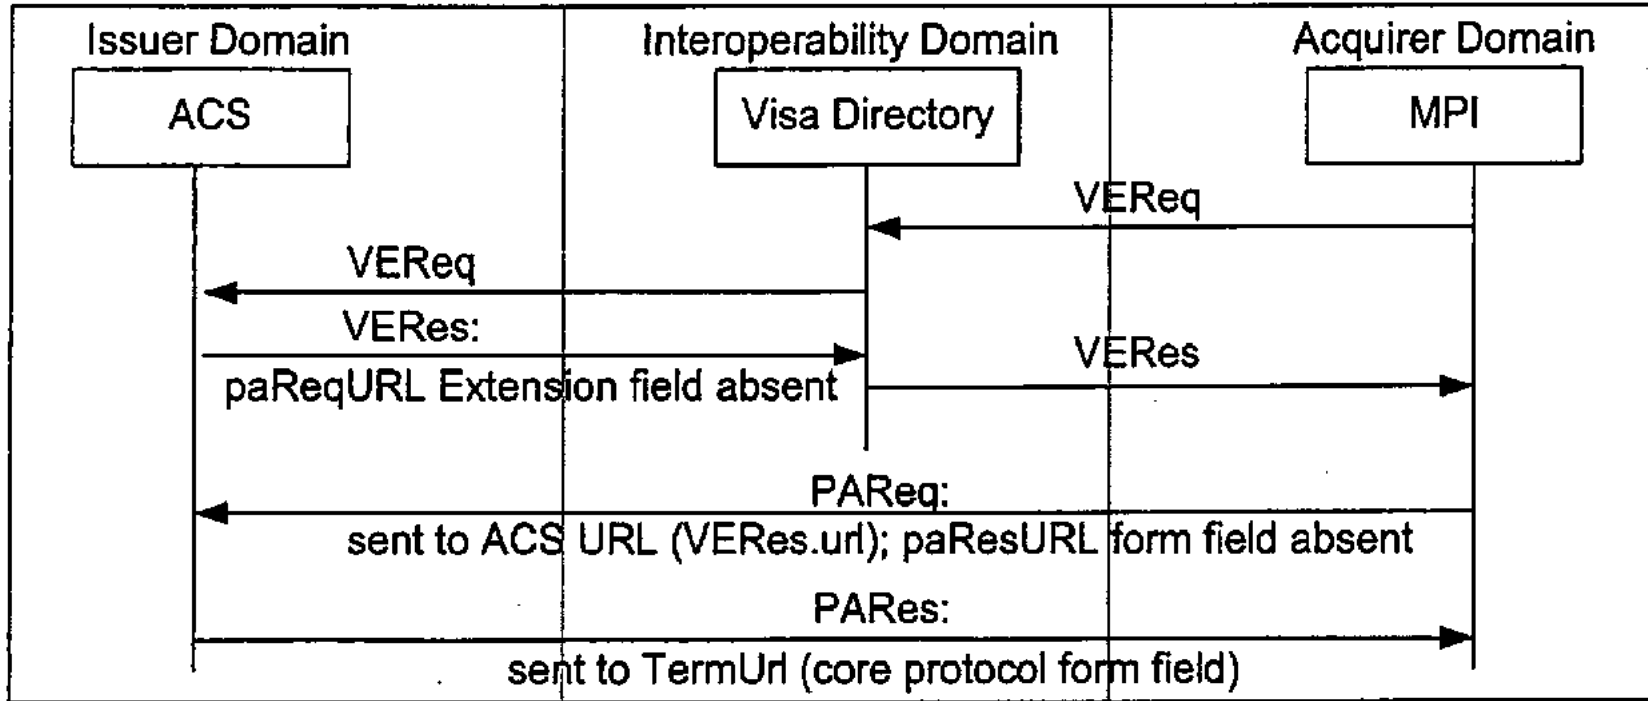 Issuer Domain
Interoperability Domain
Acquirer Domain
ACS
Visa Directory
MPI
VEReq
VEReq
VERes:
paReqURL Extension field absent
VERes
PAReq:
sent to ACS URL (VERes.url); paResURL form field absent
PARes:
sent to TermUrl (core protocol form field)